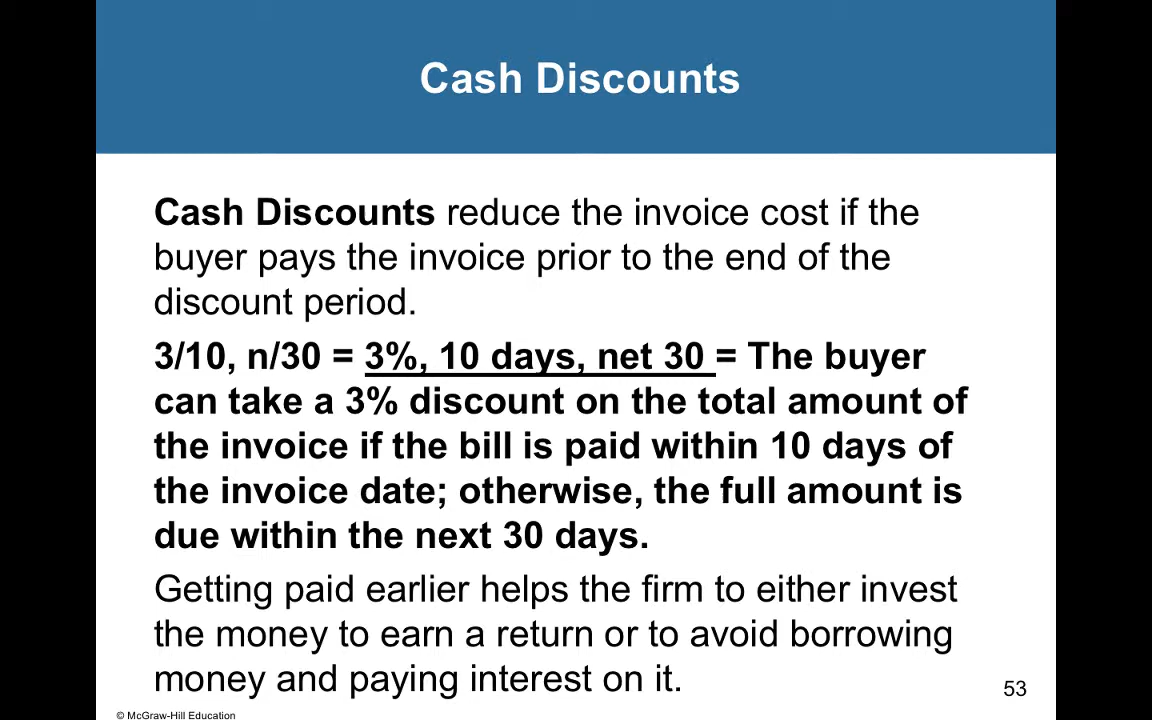 Cash Discounts
Cash Discounts reduce the invoice cost if the
buyer pays the invoice prior to the end of the
discount period.
3/10, n/30 = 3%, 10 days, net 30 = The buyer
can take a 3% discount on the total amount of
the invoice if the bill is paid within 10 days of
the invoice date; otherwise, the full amount is
due within the next 30 days.
Getting paid earlier helps the firm to either invest
the money to earn a return or to avoid borrowing
money and paying interest on it.
53
© McGraw-Hill Education